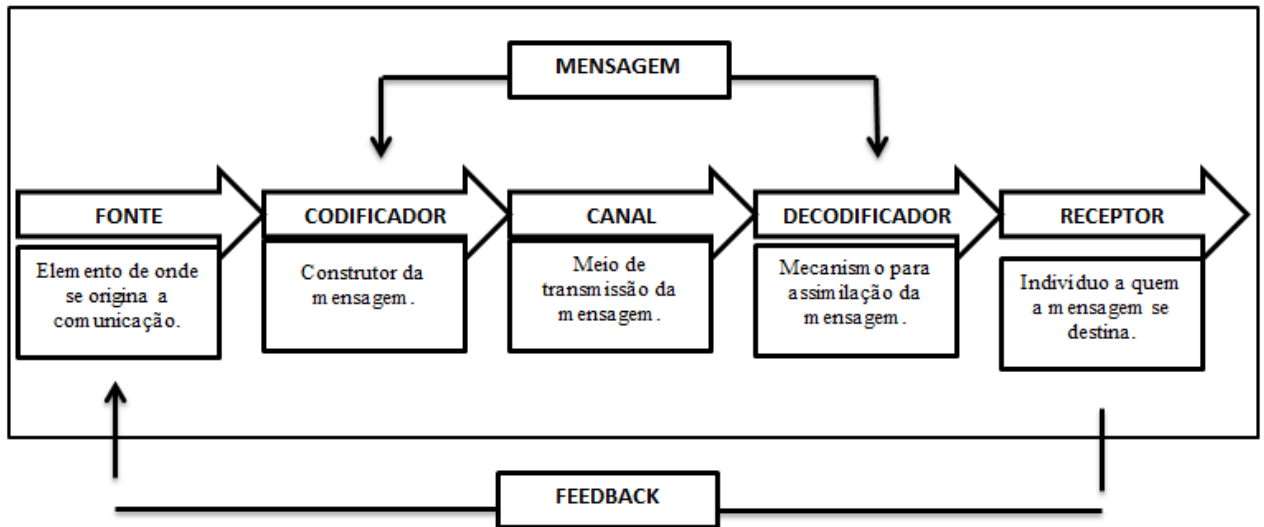 MENSAGEM
FONTE
Elemento de onde
se origina a
comunicação.
CODIFICADOR
Construtor da
mensagem.
CANAL
Meio de
transmissão da
mensagem.
DECODIFICADOR
Mecanismo para
assimilação da
mensagem.
RECEPTOR
Indivíduo a quem
a mensagem se
destina.
FEEDBACK